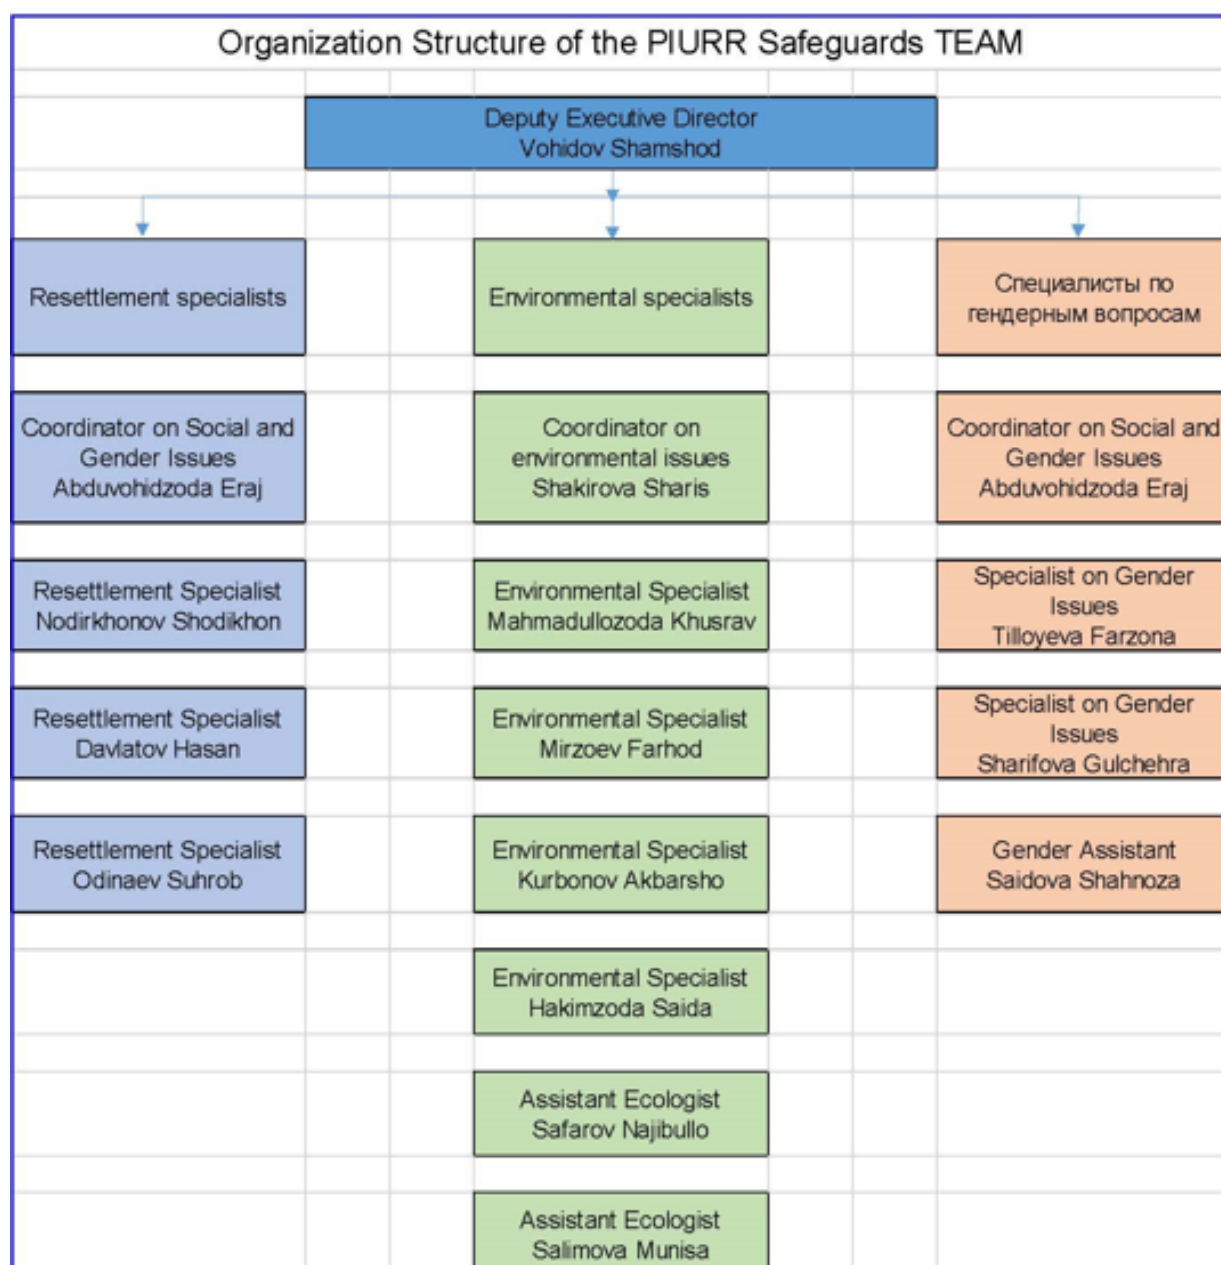 Organization Structure of the PIURR Safeguards TEAM
Deputy Executive Director
Vohidov Shamshod
Resettlement specialists
Environmental specialists
Специалисты по
гендерным вопросам
Coordinator on Social and
Gender Issues
Abduvohidzoda Eraj
Coordinator on
environmental issues
Shakirova Sharis
Coordinator on Social and
Gender Issues
Abduvohidzoda Eraj
Resettlement Specialist
Nodirkhonov Shodikhon
Environmental Specialist
Mahmadullozoda Khusrav
Specialist on Gender
Issues
Tilloyeva Farzona
Resettlement Specialist
Davlatov Hasan
Environmental Specialist
Mirzoev Farhod
Specialist on Gender
Issues
Sharifova Gulchehra
Resettlement Specialist
Odinaev Suhrob
Environmental Specialist
Kurbonov Akbarsho
Gender Assistant
Saidova Shahnoza
Environmental Specialist
Hakimzoda Saida
Assistant Ecologist
Safarov Najibullo
Assistant Ecologist
Salimova Munisa